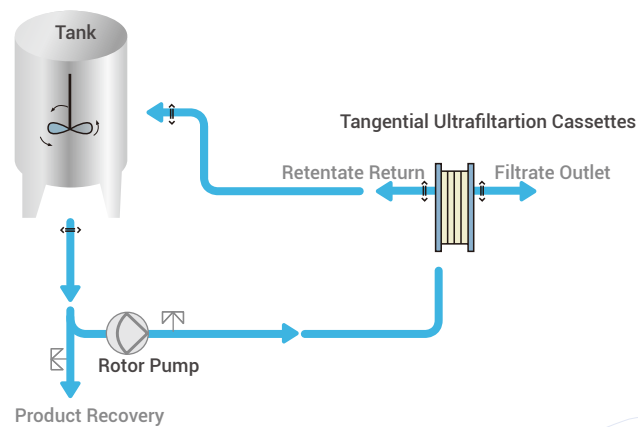 Tank
Tangential Ultrafiltartion Cassettes
Retentate Return
Filtrate Outlet
Rotor Pump
Product Recovery